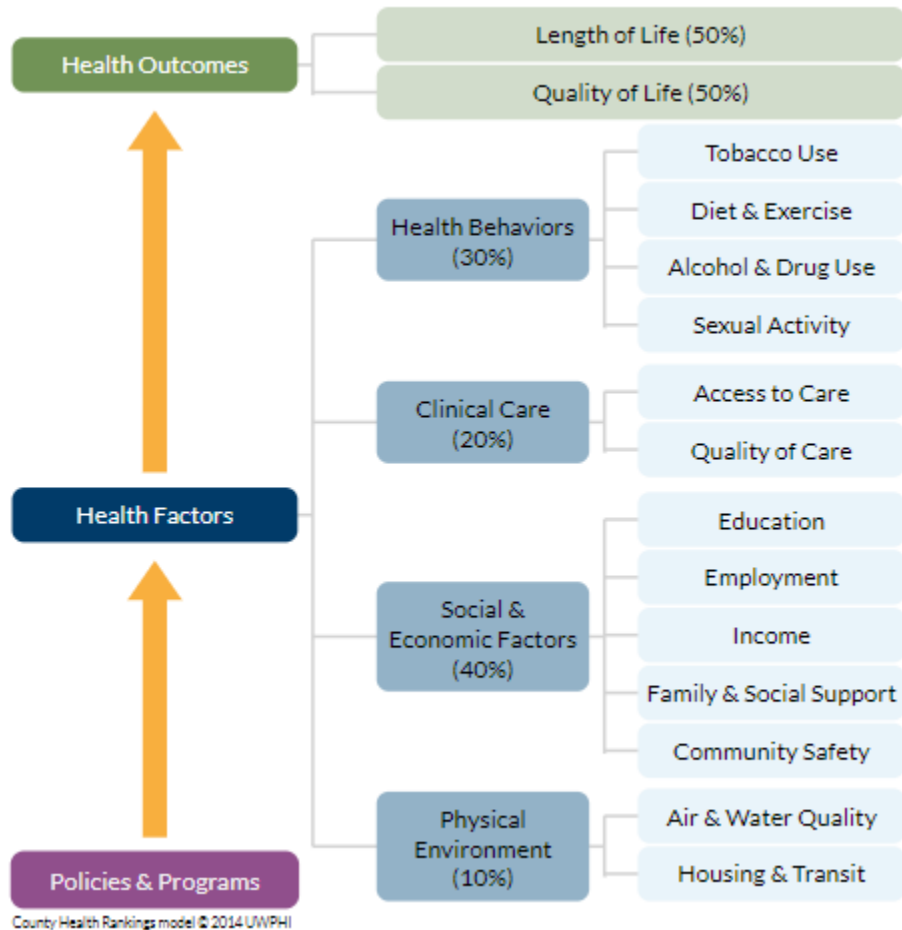 Health Outcomes
Length of Life (50%)
Quality of Life (50%)
Health Behaviors
(30%)
Tobacco Use
Diet & Exercise
Alcohol & Drug Use
Sexual Activity
Clinical Care
(20%)
Access to Care
Quality of Care
Health Factors
Social &
Economic Factors
(40%)
Education
Employment
Income
Family & Social Support
Community Safety
Physical
Environment
(10%)
Air & Water Quality
Housing & Transit
Policies & Programs
County Health Rankings model © 2014 UWPHI